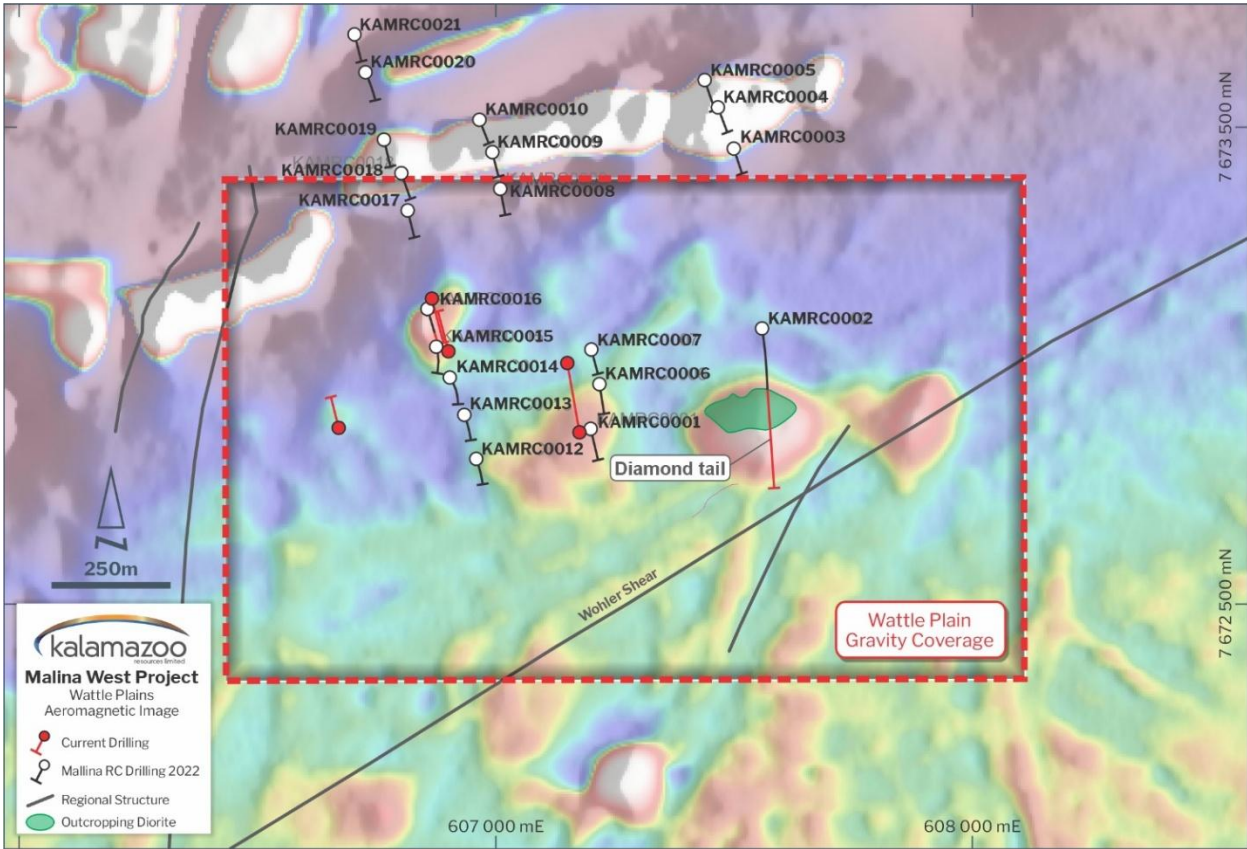 KAMRC0021
KAMRC0020
KAMRC0005
KAMRC0004
KAMRC0010
KAMRC0019
KAMRC0009
KAMRC0003
KAMRC0018
KAMRC0008
KAMRC0017
7 673 500 mN
KAMRC0016
KAMRC0002
KAMRC0015
KAMRC0007
KAMRC0014
KAMRC0006
KAMRC0013
KAMRC0001
KAMRC0012
Diamond tail
Wohler Shear
Wattle Plain
Gravity Coverage
7 672 500 mN
250m
kalamazoo
resources limited
Malina West Project
Wattle Plains
Aeromagnetic Image
Current Drilling
Mallina RC Drilling 2022
Regional Structure
Outcropping Diorite
607 000 mE
608 000 mE